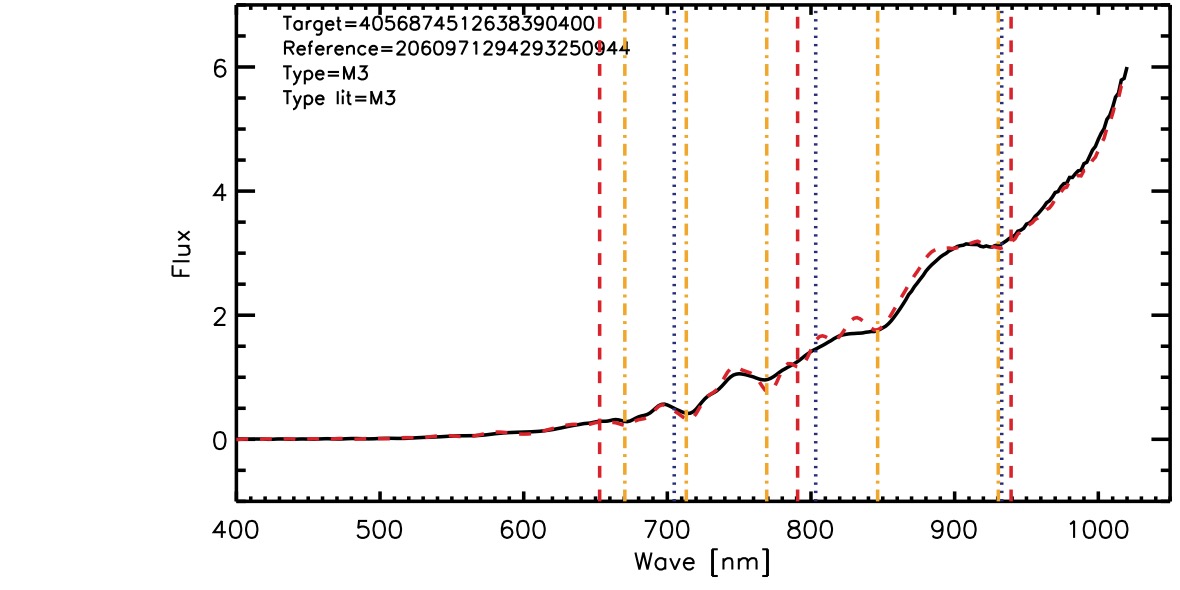 Target=4056874512638390400
Reference=2060971294293250944
Type=M3
Type lit=M3
6
4
2
0
Flux
400 500 600 700 800 900 1000
Wave [nm]